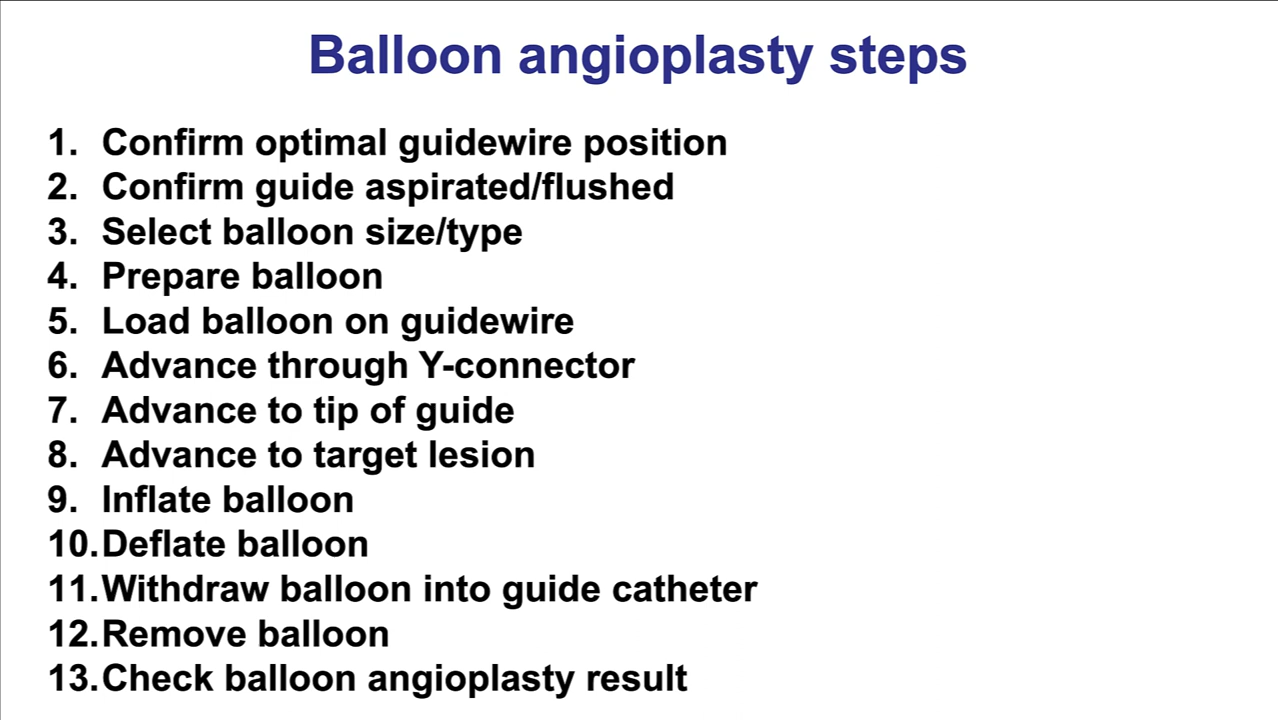 Balloon angioplasty steps
1. Confirm optimal guidewire position
2. Confirm guide aspirated/flushed
3. Select balloon size/type
4. Prepare balloon
5. Load balloon on guidewire
6. Advance through Y-connector
7. Advance to tip of guide
8. Advance to target lesion
9. Inflate balloon
10. Deflate balloon
11. Withdraw balloon into guide catheter
12. Remove balloon
13. Check balloon angioplasty result